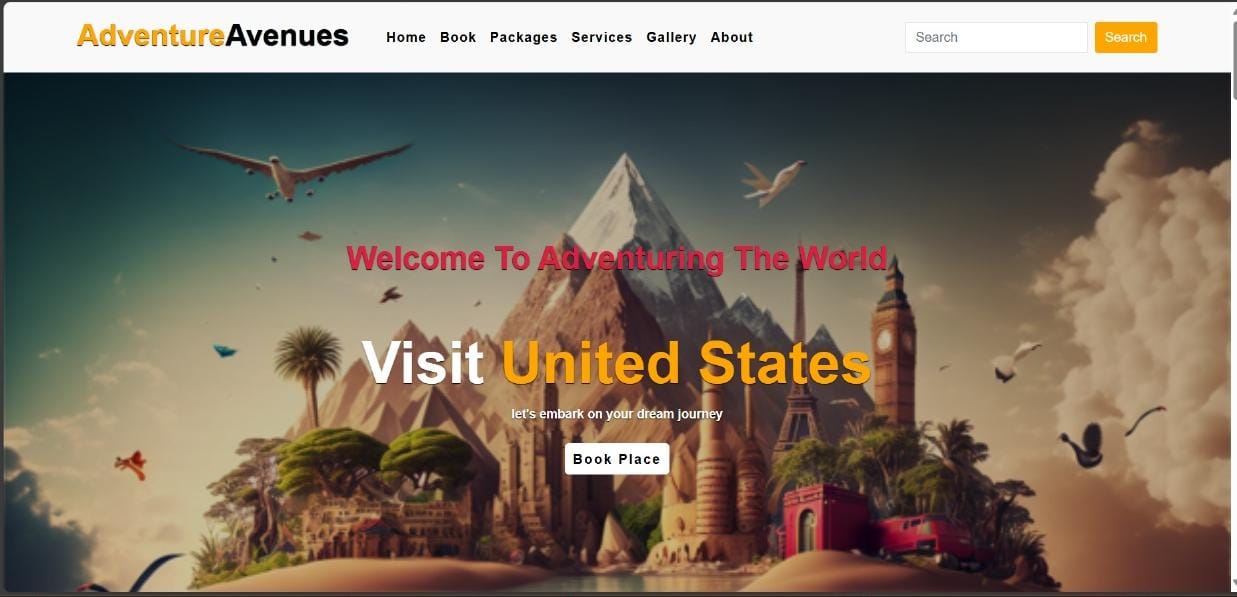 AdventureAvenues Home Book Packages Services Gallery About Search Search
Welcome To Adventuring The World
Visit United States
let's embark on your dream journey
Book Place